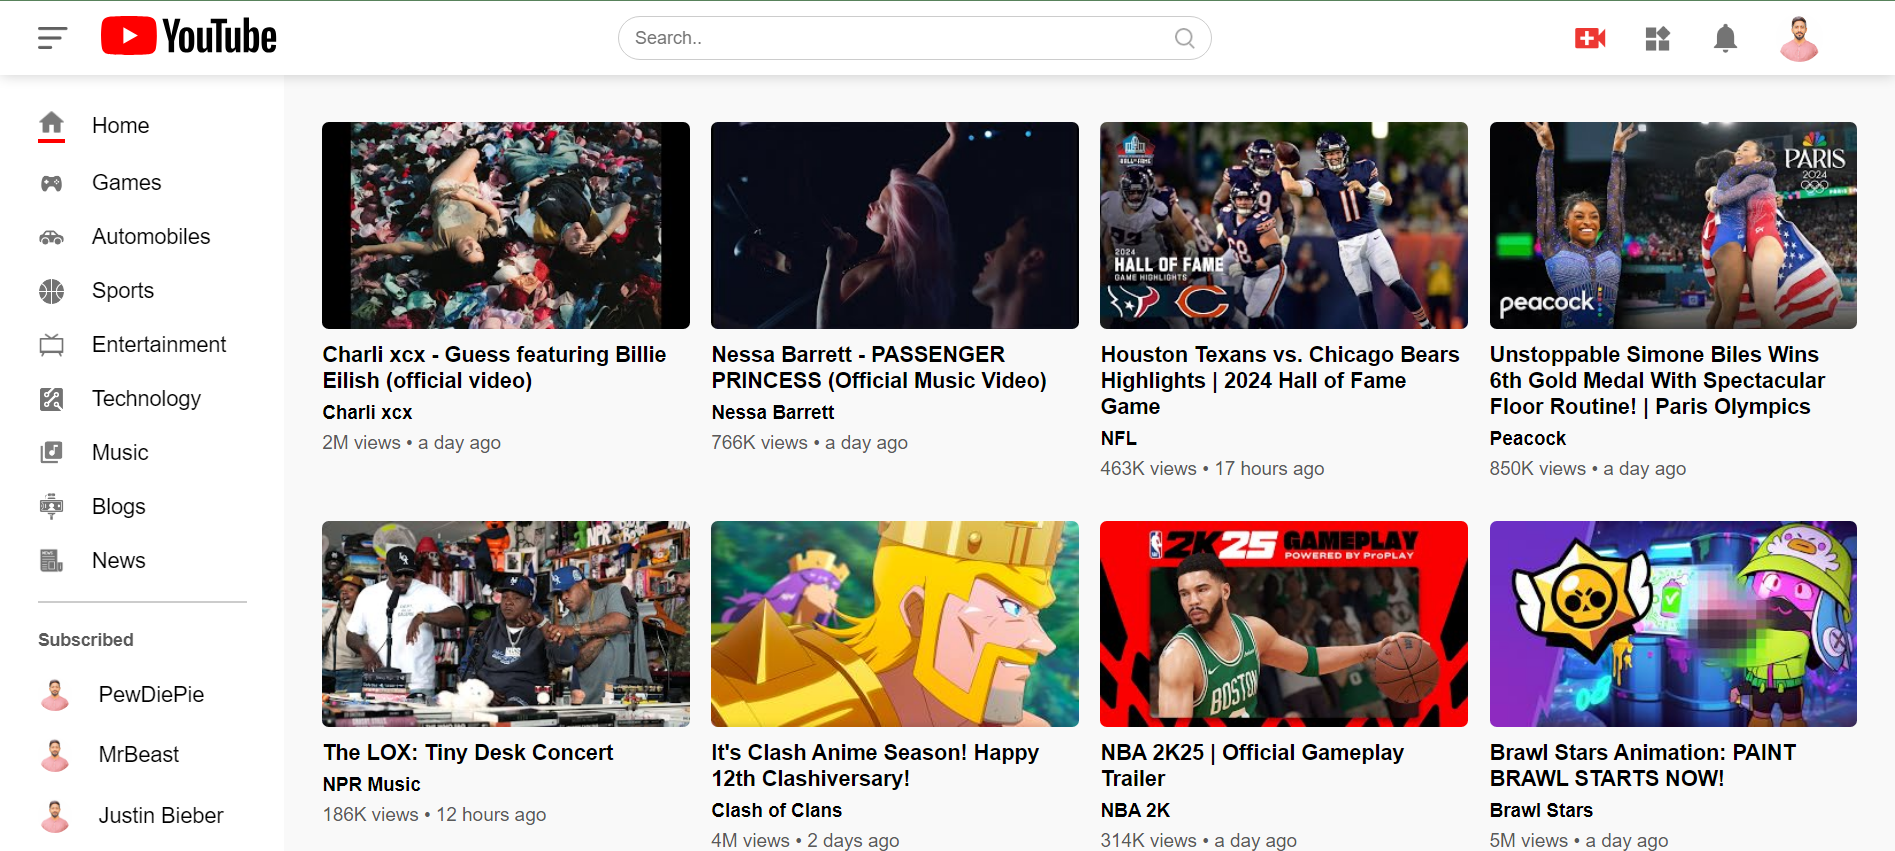 YouTube
Search..
Home
Games
Automobiles
Sports
Entertainment
Technology
Music
Blogs
News
Subscribed
PewDiePie
MrBeast
Justin Bieber
Charli xcx - Guess featuring Billie
Eilish (official video)
Charli xcx
2M views • a day ago
Nessa Barrett - PASSENGER
PRINCESS (Official Music Video)
Nessa Barrett
766K views • a day ago
HALL OF FAME
11
88
2024
HALL OF FAME
GAME HIGHLIGHTS
Houston Texans vs. Chicago Bears
Highlights | 2024 Hall of Fame
Game
NFL
463K views • 17 hours ago
PARIS
2024
peacock
Unstoppable Simone Biles Wins
6th Gold Medal With Spectacular
Floor Routine! | Paris Olympics
Peacock
850K views • a day ago
The LOX: Tiny Desk Concert
NPR Music
186K views • 12 hours ago
It's Clash Anime Season! Happy
12th Clashiversary!
Clash of Clans
4M views • 2 days ago
2K25 GAMEPLAY
POWERED BY ProPLAY
BOSTON
NBA 2K25 | Official Gameplay
Trailer
NBA 2K
314K views • a day ago
Brawl Stars Animation: PAINT
BRAWL STARTS NOW!
Brawl Stars
5M views • a day ago